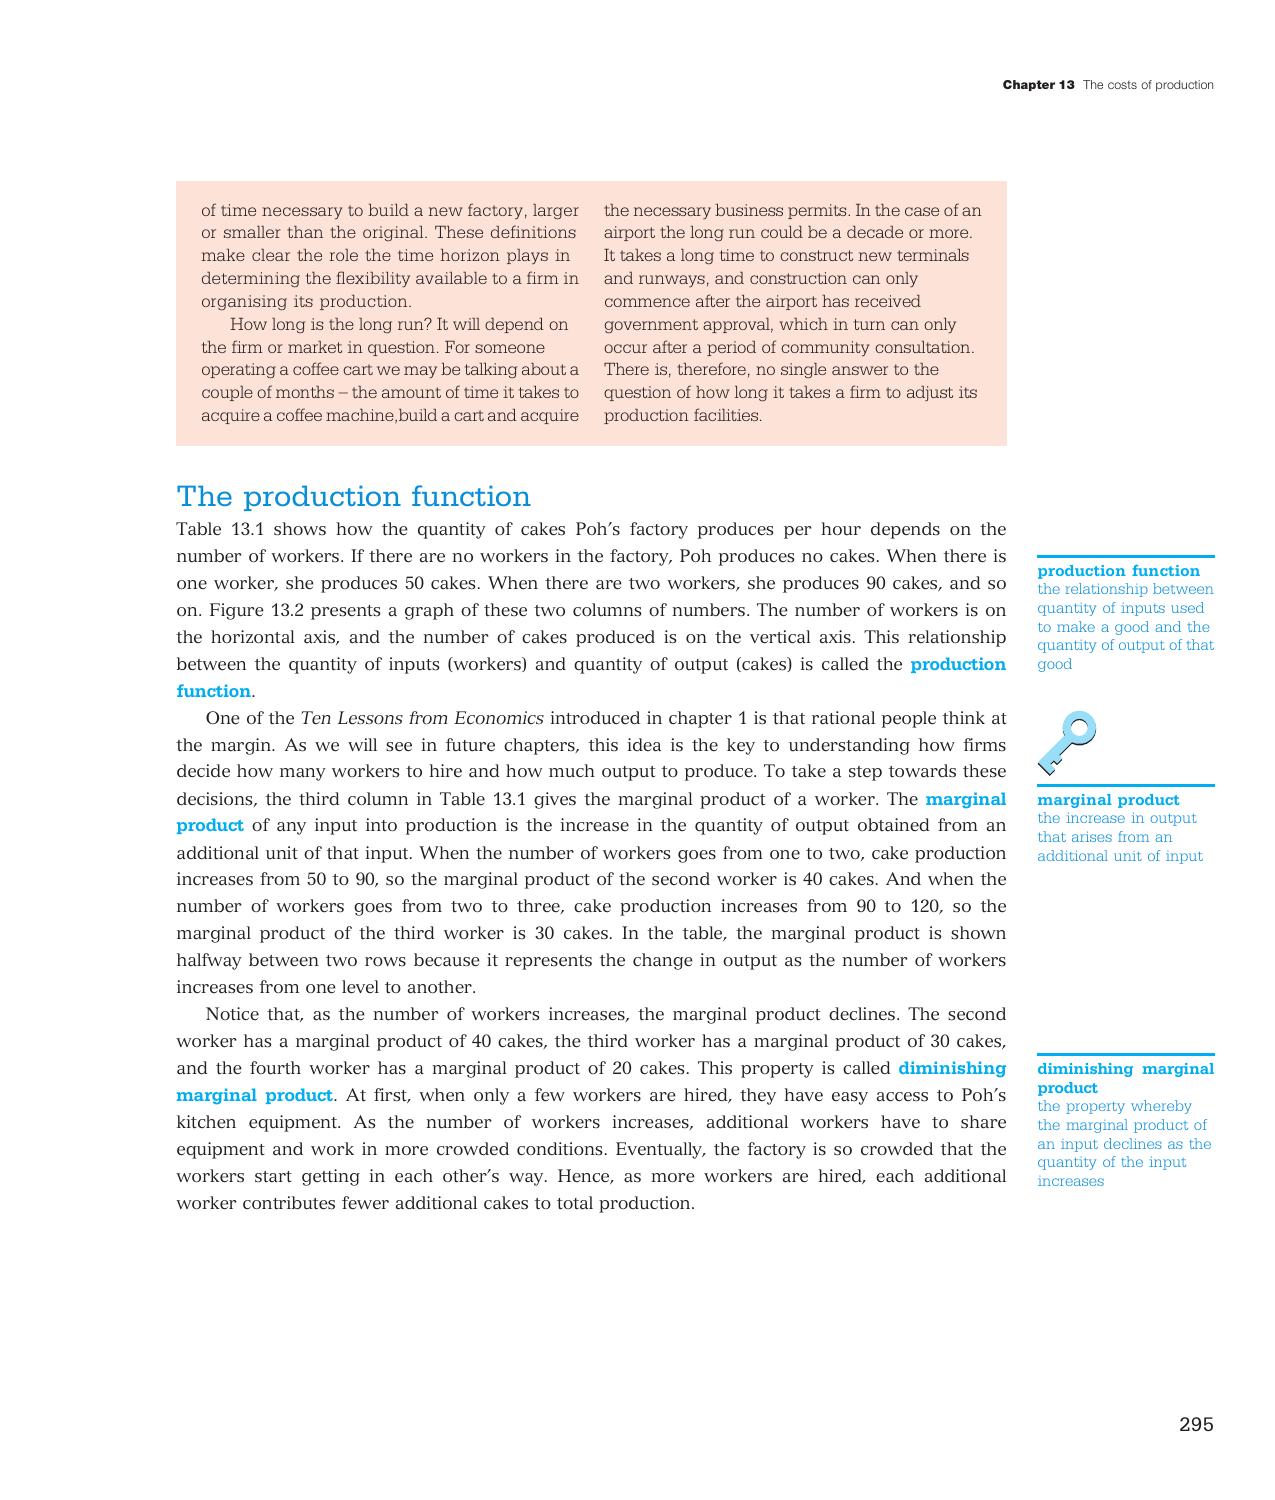 Chapter 13 The costs of production
of time necessary to build a new factory, larger
or smaller than the original. These definitions
make clear the role the time horizon plays in
determining the flexibility available to a firm in
organising its production.
How long is the long run? It will depend on
the firm or market in question. For someone
operating a coffee cart we may be talking about a
couple of months – the amount of time it takes to
acquire a coffee machine,build a cart and acquire
the necessary business permits. In the case of an
airport the long run could be a decade or more.
It takes a long time to construct new terminals
and runways, and construction can only
commence after the airport has received
government approval, which in turn can only
occur after a period of community consultation.
There is, therefore, no single answer to the
question of how long it takes a firm to adjust its
production facilities.
The production function
Table 13.1 shows how the quantity of cakes Poh's factory produces per hour depends on the
number of workers. If there are no workers in the factory, Poh produces no cakes. When there is
one worker, she produces 50 cakes. When there are two workers, she produces 90 cakes, and so
on. Figure 13.2 presents a graph of these two columns of numbers. The number of workers is on
the horizontal axis, and the number of cakes produced is on the vertical axis. This relationship
between the quantity of inputs (workers) and quantity of output (cakes) is called the production
function.
One of the Ten Lessons from Economics introduced in chapter 1 is that rational people think at
the margin. As we will see in future chapters, this idea is the key to understanding how firms
decide how many workers to hire and how much output to produce. To take a step towards these
decisions, the third column in Table 13.1 gives the marginal product of a worker. The marginal
product of any input into production is the increase in the quantity of output obtained from an
additional unit of that input. When the number of workers goes from one to two, cake production
increases from 50 to 90, so the marginal product of the second worker is 40 cakes. And when the
number of workers goes from two to three, cake production increases from 90 to 120, so the
marginal product of the third worker is 30 cakes. In the table, the marginal product is shown
halfway between two rows because it represents the change in output as the number of workers
increases from one level to another.
Notice that, as the number of workers increases, the marginal product declines. The second
worker has a marginal product of 40 cakes, the third worker has a marginal product of 30 cakes,
and the fourth worker has a marginal product of 20 cakes. This property is called diminishing
marginal product. At first, when only a few workers are hired, they have easy access to Poh's
kitchen equipment. As the number of workers increases, additional workers have to share
equipment and work in more crowded conditions. Eventually, the factory is so crowded that the
workers start getting in each other's way. Hence, as more workers are hired, each additional
worker contributes fewer additional cakes to total production.
production function
the relationship between
quantity of inputs used
to make a good and the
quantity of output of that
good
marginal product
the increase in output
that arises from an
additional unit of input
diminishing marginal
product
the property whereby
the marginal product of
an input declines as the
quantity of the input
increases
295